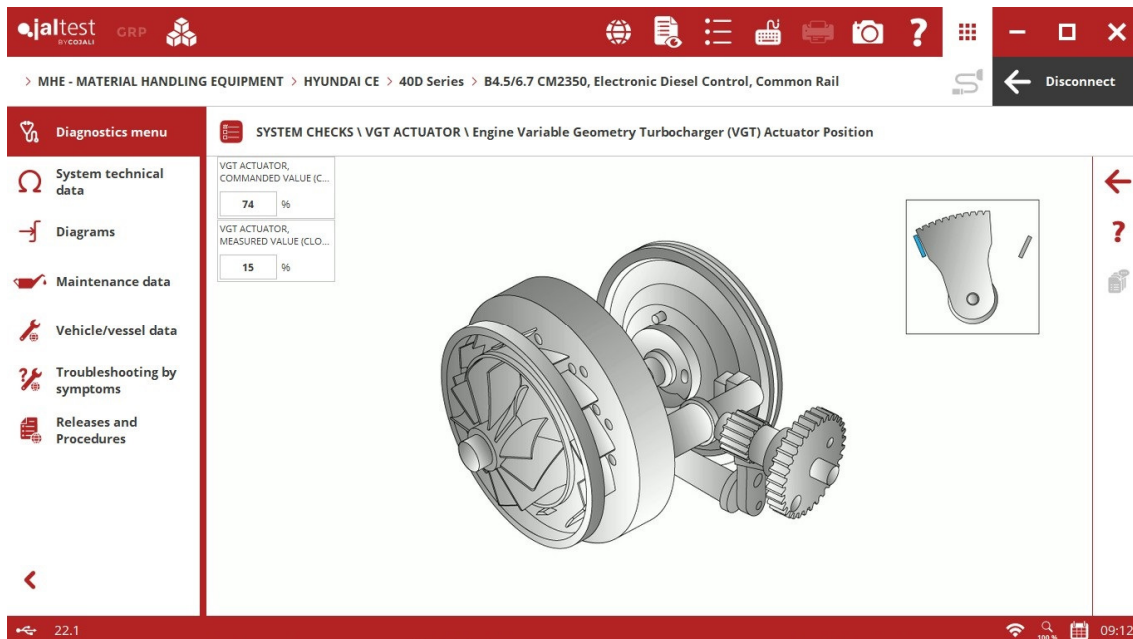 jaltest GRP
BY COJALI
> MHE - MATERIAL HANDLING EQUIPMENT > HYUNDAI CE > 40D Series > B4.5/6.7 CM2350, Electronic Diesel Control, Common Rail
Disconnect
Diagnostics menu
SYSTEM CHECKS \ VGT ACTUATOR \ Engine Variable Geometry Turbocharger (VGT) Actuator Position
System technical
data
Diagrams
Maintenance data
Vehicle/vessel data
Troubleshooting by
symptoms
Releases and
Procedures
VGT ACTUATOR,
COMMANDED VALUE (C...
74 %
VGT ACTUATOR,
MEASURED VALUE (CLO...
15 %
22.1
100 %
09:12